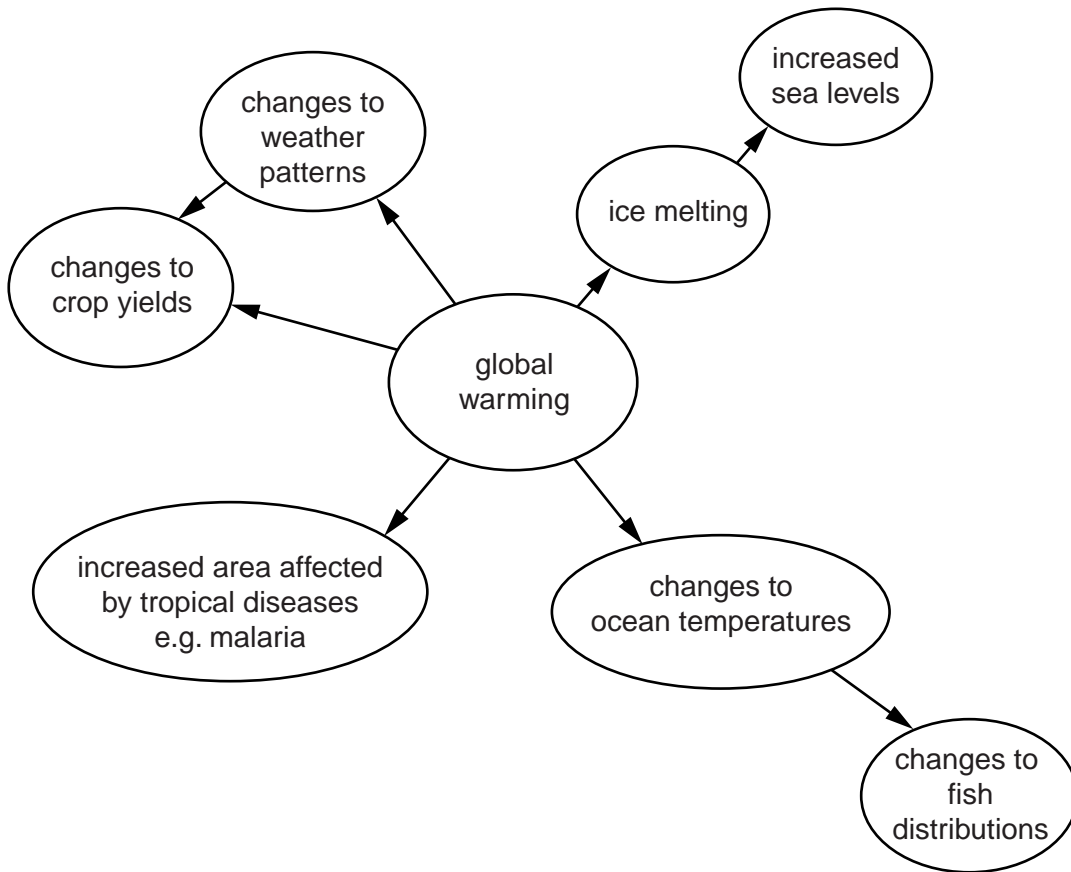 increased
sea levels
changes to
weather
patterns
ice melting
changes to
crop yields
global
warming
increased area affected
by tropical diseases
e.g. malaria
changes to
ocean temperatures
changes to
fish
distributions